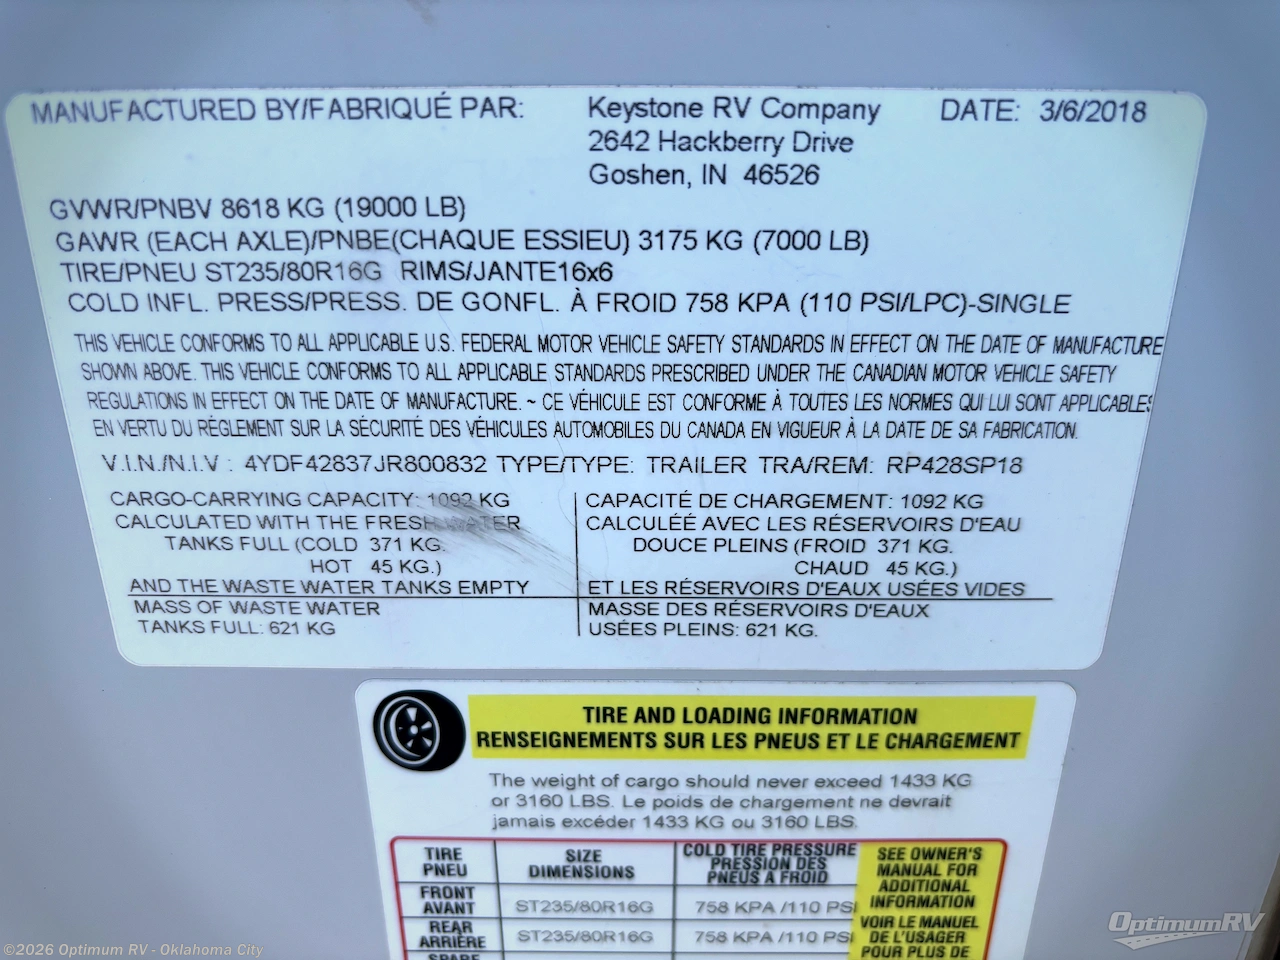 MANUFACTURED BY/FABRIQUÉ PAR: Keystone RV Company DATE: 3/6/2018
2642 Hackberry Drive
Goshen, IN 46526
GVWR/PNBV 8618 KG (19000 LB)
GAWR (EACH AXLE)/PNBE(CHAQUE ESSIEU) 3175 KG (7000 LB)
TIRE/PNEU ST235/80R16G RIMS/JANTE16x6
COLD INFL. PRESS/PRESS. DE GONFL. À FROID 758 KPA (110 PSI/LPC)-SINGLE
THIS VEHICLE CONFORMS TO ALL APPLICABLE U.S. FEDERAL MOTOR VEHICLE SAFETY STANDARDS IN EFFECT ON THE DATE OF MANUFACTURE
SHOWN ABOVE. THIS VEHICLE CONFORMS TO ALL APPLICABLE STANDARDS PRESCRIBED UNDER THE CANADIAN MOTOR VEHICLE SAFETY
REGULATIONS IN EFFECT ON THE DATE OF MANUFACTURE. ~ CE VÉHICULE EST CONFORME À TOUTES LES NORMES QUI LUI SONT APPLICABLES
EN VERTU DU RÉGLEMENT SUR LA SÉCURITÉ DES VÉHICULES AUTOMOBILES DU CANADA EN VIGUEUR À LA DATE DE SA FABRICATION.
V.I.N./N.I.V : 4YDF42837JR800832 TYPE/TYPE: TRAILER TRA/REM: RP428SP18
CARGO-CARRYING CAPACITY: 1092 KG
CALCULATED WITH THE FRESH WATER
TANKS FULL (COLD 371 KG.
HOT 45 KG.)
AND THE WASTE WATER TANKS EMPTY
MASS OF WASTE WATER
TANKS FULL: 621 KG
CAPACITÉ DE CHARGEMENT: 1092 KG
CALCULÉE AVEC LES RÉSERVOIRS D'EAU
DOUCE PLEINS (FROID 371 KG.
CHAUD 45 KG.)
ET LES RÉSERVOIRS D'EAUX USÉES VIDES
MASSE DES RÉSERVOIRS D'EAUX
USÉES PLEINS: 621 KG.
TIRE AND LOADING INFORMATION
RENSEIGNEMENTS SUR LES PNEUS ET LE CHARGEMENT
The weight of cargo should never exceed 1433 KG
or 3160 LBS. Le poids de chargement ne devrait
jamais excéder 1433 KG ou 3160 LBS.
TIRE
PNEU
SIZE
DIMENSIONS
COLD TIRE PRESSURE
PRESSION DES
PNEUS A FROID
FRONT
AVANT
ST235/80R16G 758 KPA /110 PSI
REAR
ARRIÈRE
ST235/80R16G 758 KPA /110 PSI
SPARE
SEE OWNER'S
MANUAL FOR
ADDITIONAL
INFORMATION
VOIR LE MANUEL
DE L'USAGER
POUR PLUS DE
OptimumRV
©2026 Optimum RV - Oklahoma City